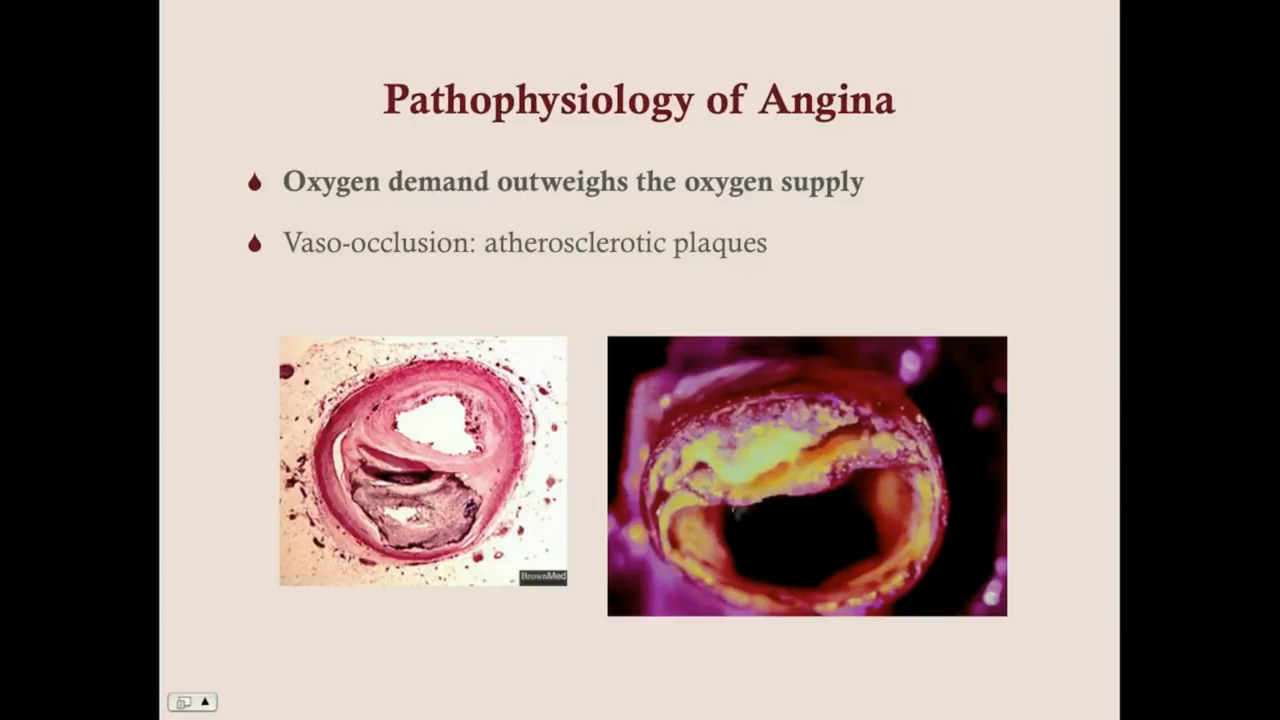 Pathophysiology of Angina
Oxygen demand outweighs the oxygen supply
Vaso-occlusion: atherosclerotic plaques
BrownMed